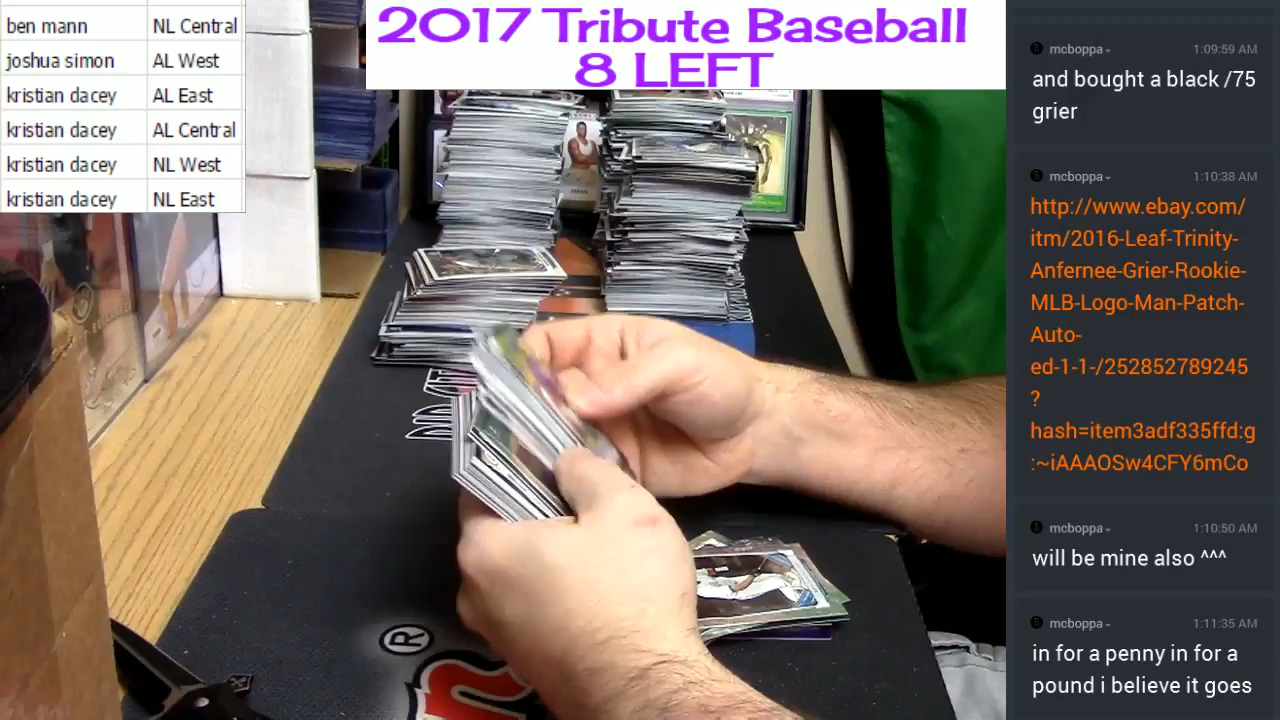 ben mann NL Central
joshua simon AL West
kristian dacey AL East
kristian dacey AL Central
kristian dacey NL West
kristian dacey NL East
2017 Tribute Baseball
8 LEFT
mcboppa 1:09:59 AM
and bought a black /75
grier
mcboppa 1:10:38 AM
http://www.ebay.com/
itm/2016-Leaf-Trinity-
Anfernee-Grier-Rookie-
MLB-Logo-Man-Patch-
Auto-
ed-1-1-/252852789245
?
hash=item3adf335ffd:g
:~iAAAOSw4CFY6mCo
mcboppa 1:10:50 AM
will be mine also ^^^
mcboppa 1:11:35 AM
in for a penny in for a
pound i believe it goes
®